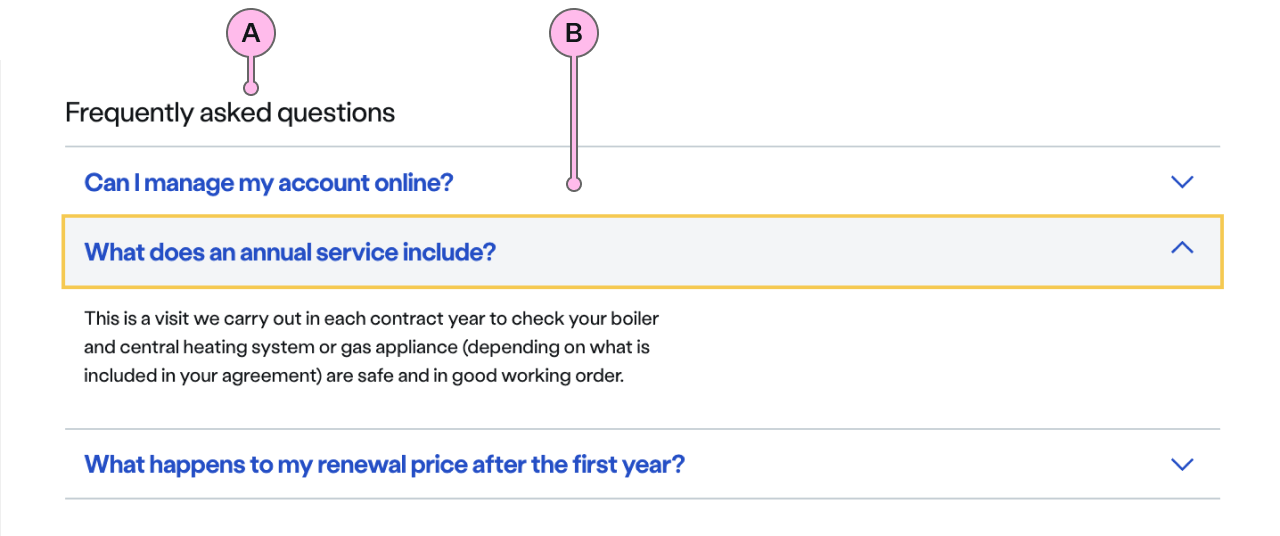 A
B
Frequently asked questions
Can I manage my account online?
What does an annual service include?
This is a visit we carry out in each contract year to check your boiler
and central heating system or gas appliance (depending on what is
included in your agreement) are safe and in good working order.
What happens to my renewal price after the first year?